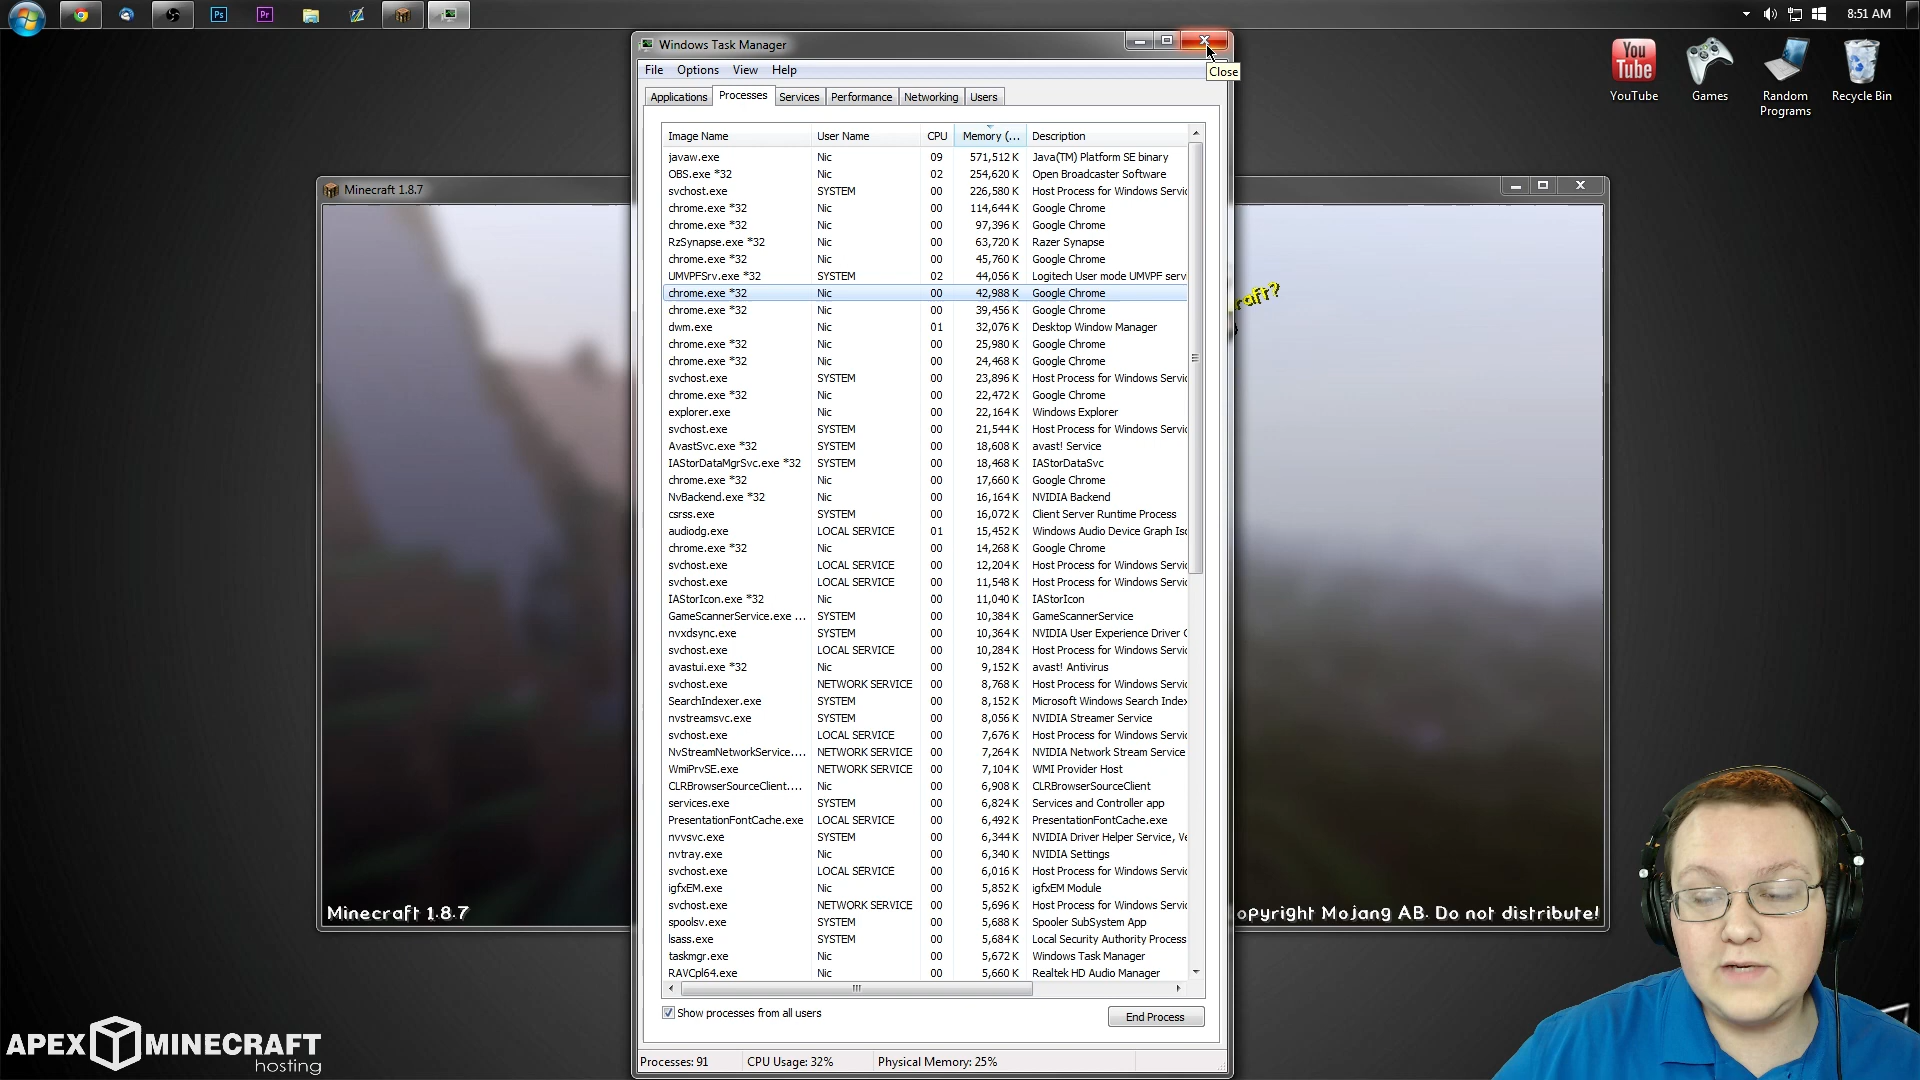 Ps
Pr
8:51 AM
Windows Task Manager
Close
File Options View Help
Applications Processes Services Performance Networking Users
Image Name User Name CPU Memory (... Description
javaw.exe Nic 09 571,512 K Java(TM) Platform SE binary
OBS.exe *32 Nic 02 254,620 K Open Broadcaster Software
svchost.exe SYSTEM 00 226,580 K Host Process for Windows Servic
chrome.exe *32 Nic 00 114,644 K Google Chrome
chrome.exe *32 Nic 00 97,396 K Google Chrome
RzSynapse.exe *32 Nic 00 63,720 K Razer Synapse
chrome.exe *32 Nic 00 45,760 K Google Chrome
UMVPFSrv.exe *32 SYSTEM 02 44,056 K Logitech User mode UMVPF serv
chrome.exe *32 Nic 00 42,988 K Google Chrome
chrome.exe *32 Nic 00 39,456 K Google Chrome
dwm.exe Nic 01 32,076 K Desktop Window Manager
chrome.exe *32 Nic 00 25,980 K Google Chrome
chrome.exe *32 Nic 00 24,468 K Google Chrome
svchost.exe SYSTEM 00 23,896 K Host Process for Windows Servic
chrome.exe *32 Nic 00 22,472 K Google Chrome
explorer.exe Nic 00 22,164 K Windows Explorer
svchost.exe SYSTEM 00 21,544 K Host Process for Windows Servic
AvastSvc.exe *32 SYSTEM 00 18,608 K avast! Service
IAStorDataMgrSvc.exe *32 SYSTEM 00 18,468 K IAStorDataSvc
chrome.exe *32 Nic 00 17,660 K Google Chrome
NvBackend.exe *32 Nic 00 16,164 K NVIDIA Backend
csrss.exe SYSTEM 00 16,072 K Client Server Runtime Process
audiodg.exe LOCAL SERVICE 01 15,452 K Windows Audio Device Graph Iso
chrome.exe *32 Nic 00 14,268 K Google Chrome
svchost.exe LOCAL SERVICE 00 12,204 K Host Process for Windows Servic
svchost.exe LOCAL SERVICE 00 11,548 K Host Process for Windows Servic
IAStorIcon.exe *32 Nic 00 11,040 K IAStorIcon
GameScannerService.exe ... SYSTEM 00 10,384 K GameScannerService
nvxdsync.exe SYSTEM 00 10,364 K NVIDIA User Experience Driver C
svchost.exe LOCAL SERVICE 00 10,284 K Host Process for Windows Servic
avastui.exe *32 Nic 00 9,152 K avast! Antivirus
svchost.exe NETWORK SERVICE 00 8,768 K Host Process for Windows Servic
SearchIndexer.exe SYSTEM 00 8,152 K Microsoft Windows Search Index
nvstreamsvc.exe SYSTEM 00 8,056 K NVIDIA Streamer Service
svchost.exe LOCAL SERVICE 00 7,676 K Host Process for Windows Servic
NvStreamNetworkService.... NETWORK SERVICE 00 7,264 K NVIDIA Network Stream Service
WmiPrvSE.exe NETWORK SERVICE 00 7,104 K WMI Provider Host
CLRBrowserSourceClient.... Nic 00 6,908 K CLRBrowserSourceClient
services.exe SYSTEM 00 6,824 K Services and Controller app
PresentationFontCache.exe LOCAL SERVICE 00 6,492 K PresentationFontCache.exe
nvvsvc.exe SYSTEM 00 6,344 K NVIDIA Driver Helper Service, Ve
nvtray.exe Nic 00 6,340 K NVIDIA Settings
svchost.exe LOCAL SERVICE 00 6,016 K Host Process for Windows Servic
igfxEM.exe Nic 00 5,852 K igfxEM Module
svchost.exe NETWORK SERVICE 00 5,696 K Host Process for Windows Servic
spoolsv.exe SYSTEM 00 5,688 K Spooler SubSystem App
lsass.exe SYSTEM 00 5,684 K Local Security Authority Process
taskmgr.exe Nic 00 5,672 K Windows Task Manager
RAVCpl64.exe Nic 00 5,660 K Realtek HD Audio Manager
Show processes from all users
End Process
Processes: 91 CPU Usage: 32% Physical Memory: 25%
Minecraft 1.8.7
raft?
Minecraft 1.8.7
opyright Mojang AB. Do not distribute!
You
Tube
YouTube
Games
Random
Programs
Recycle Bin
APEX MINECRAFT
hosting